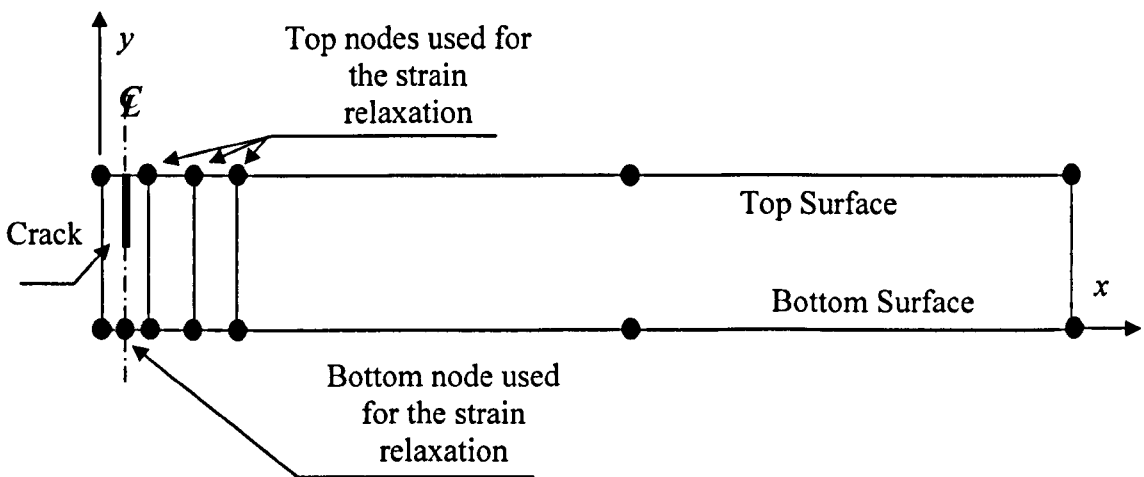 y
Top nodes used for
the strain
relaxation
℄
Top Surface
Crack
x
Bottom Surface
Bottom node used
for the strain
relaxation